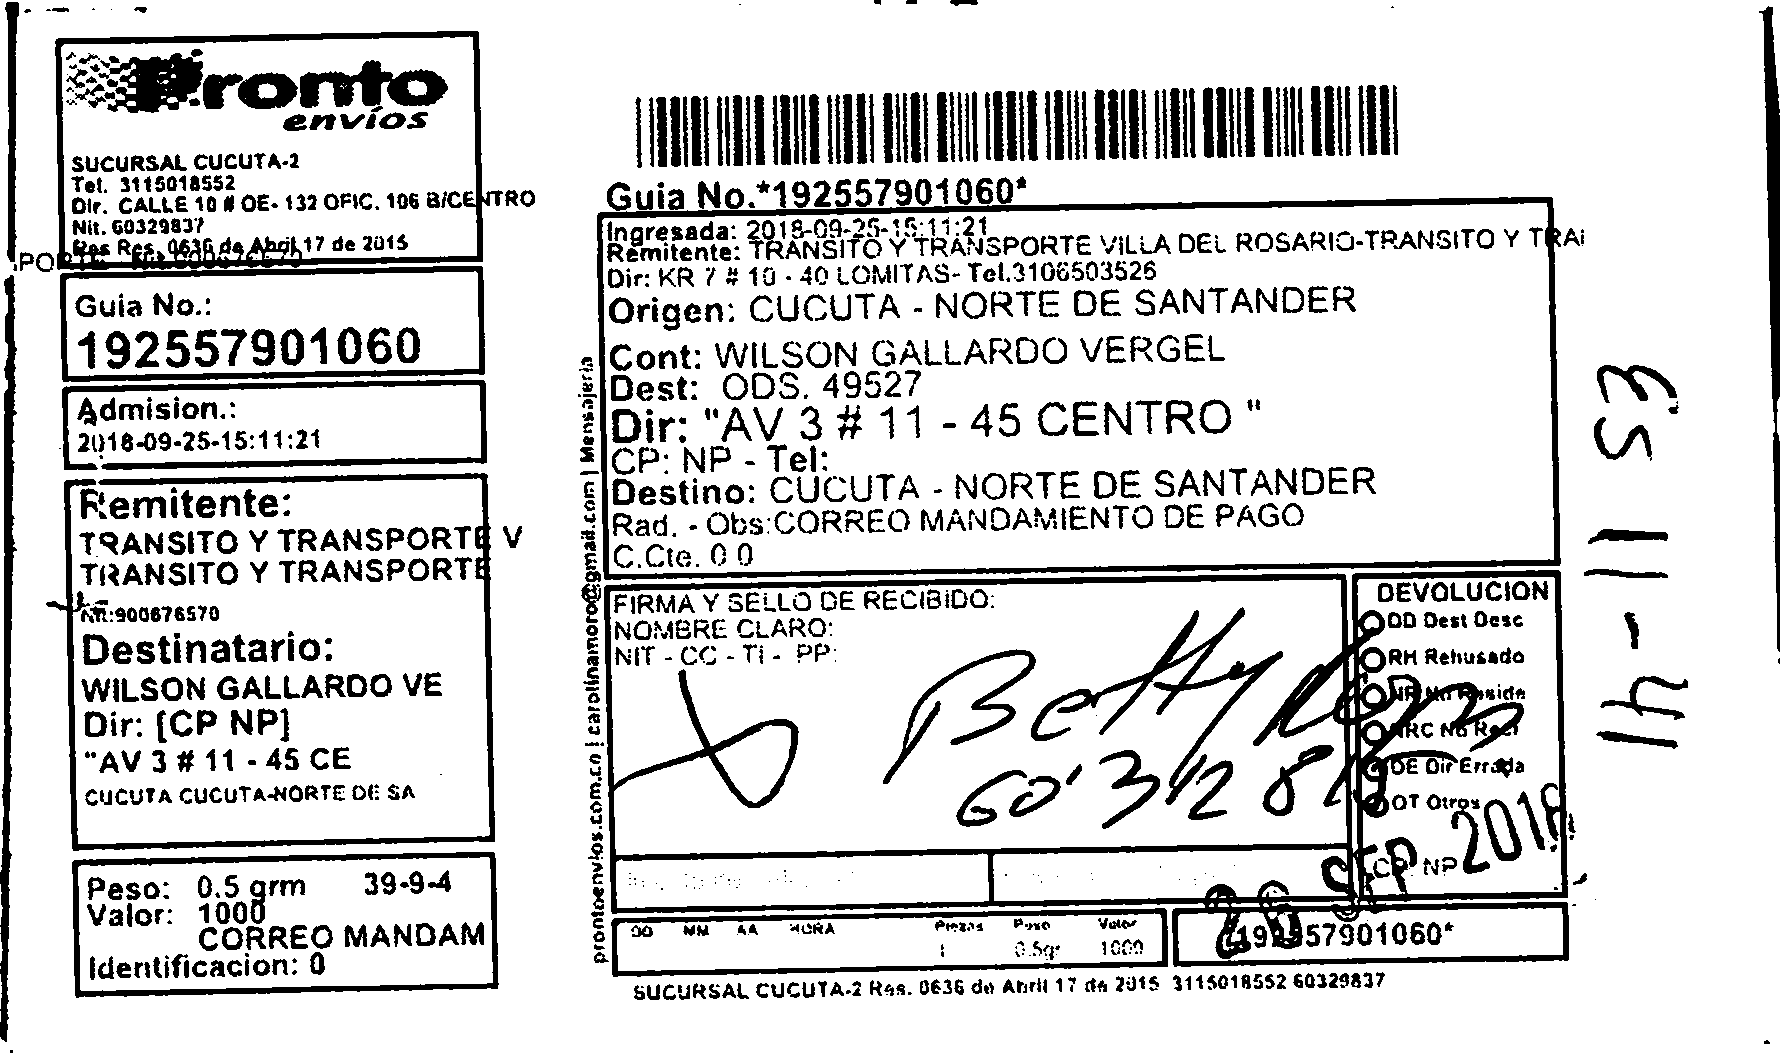 Pronto
envíos
SUCURSAL CUCUTA-2
Tel. 3115018552
Dir. CALLE 10 # OE- 132 OFIC. 106 B/CENTRO
Nit. 60329837
Res Res. 0636 de Abril 17 de 2015
Guia No.:
192557901060
Admision.:
2018-09-25-15:11:21
Remitente:
TRANSITO Y TRANSPORTE V
TRANSITO Y TRANSPORTE
Nit:900676570
Destinatario:
WILSON GALLARDO VE
Dir: [CP NP]
"AV 3 # 11 - 45 CE
CUCUTA CUCUTA-NORTE DE SA
Peso: 0.5 grm 39-9-4
Valor: 1000
CORREO MANDAM
Identificacion: 0
prontoenvios.com.co | carolinamoro@gmail.com | Mensajeria
Guia No.*192557901060*
Ingresada: 2018-09-25-15:11:21
Remitente: TRANSITO Y TRANSPORTE VILLA DEL ROSARIO-TRANSITO Y TRA
Dir: KR 7 # 10 - 40 LOMITAS- Tel.3106503526
Origen: CUCUTA - NORTE DE SANTANDER
Cont: WILSON GALLARDO VERGEL
Dest: ODS. 49527
Dir: "AV 3 # 11 - 45 CENTRO "
CP: NP - Tel:
Destino: CUCUTA - NORTE DE SANTANDER
Rad. - Obs:CORREO MANDAMIENTO DE PAGO
C.Cte. 0 0
FIRMA Y SELLO DE RECIBIDO:
NOMBRE CLARO:
NIT - CC - TI - PP:
Betty
DEVOLUCION
DD Dest Desc
RH Rehusado
NR No Reside
NRC No Recl
DE Dir Errada
OT Otros
CP: NP
26 SEP 2018
DD MM AA HORA Piezas Peso Valor
1 0.5gr 1000
*192557901060*
SUCURSAL CUCUTA-2 Res. 0636 de Abril 17 de 2015 3115018552 60329837